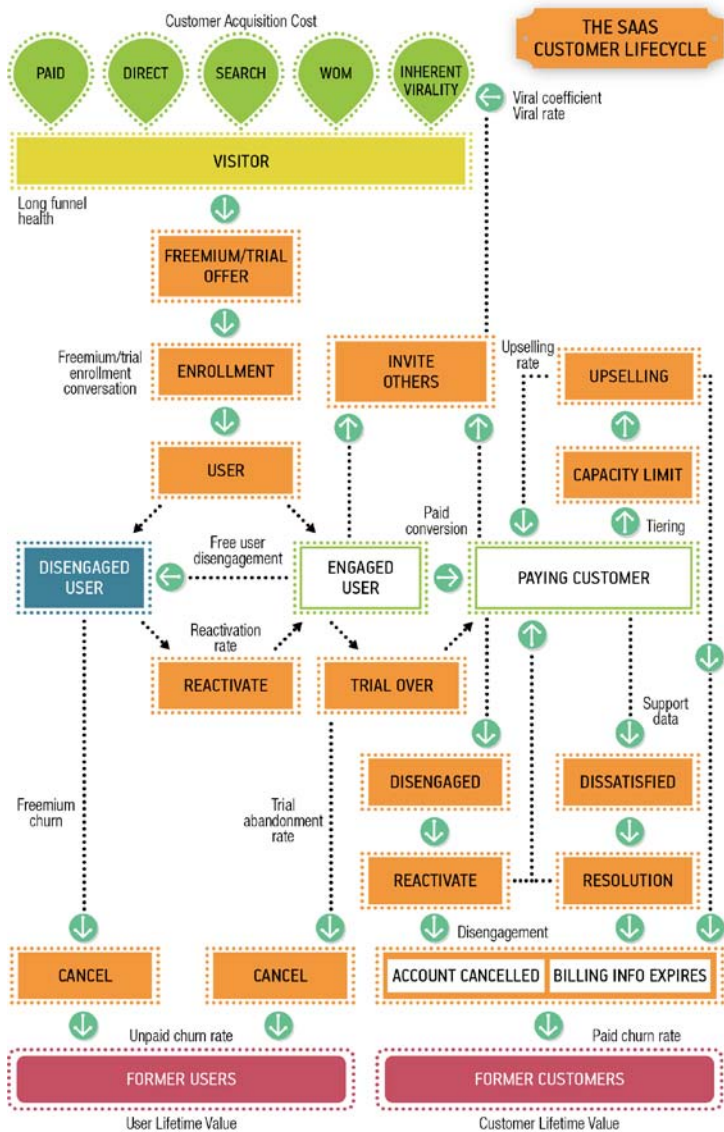 Customer Acquisition Cost
THE SAAS
CUSTOMER LIFECYCLE
PAID
DIRECT
SEARCH
WOM
INHERENT
VIRALITY
Viral coefficient
Viral rate
VISITOR
Long funnel
health
FREEMIUM/TRIAL
OFFER
Freemium/trial
enrollment
conversation
ENROLLMENT
INVITE
OTHERS
Upselling
rate
UPSELLING
USER
CAPACITY LIMIT
Free user
disengagement
Paid
conversion
Tiering
DISENGAGED
USER
ENGAGED
USER
PAYING CUSTOMER
Reactivation
rate
REACTIVATE
TRIAL OVER
Support
data
DISENGAGED
DISSATISFIED
Freemium
churn
Trial
abandonment
rate
REACTIVATE
RESOLUTION
Disengagement
CANCEL
CANCEL
ACCOUNT CANCELLED
BILLING INFO EXPIRES
Unpaid churn rate
Paid churn rate
FORMER USERS
FORMER CUSTOMERS
User Lifetime Value
Customer Lifetime Value